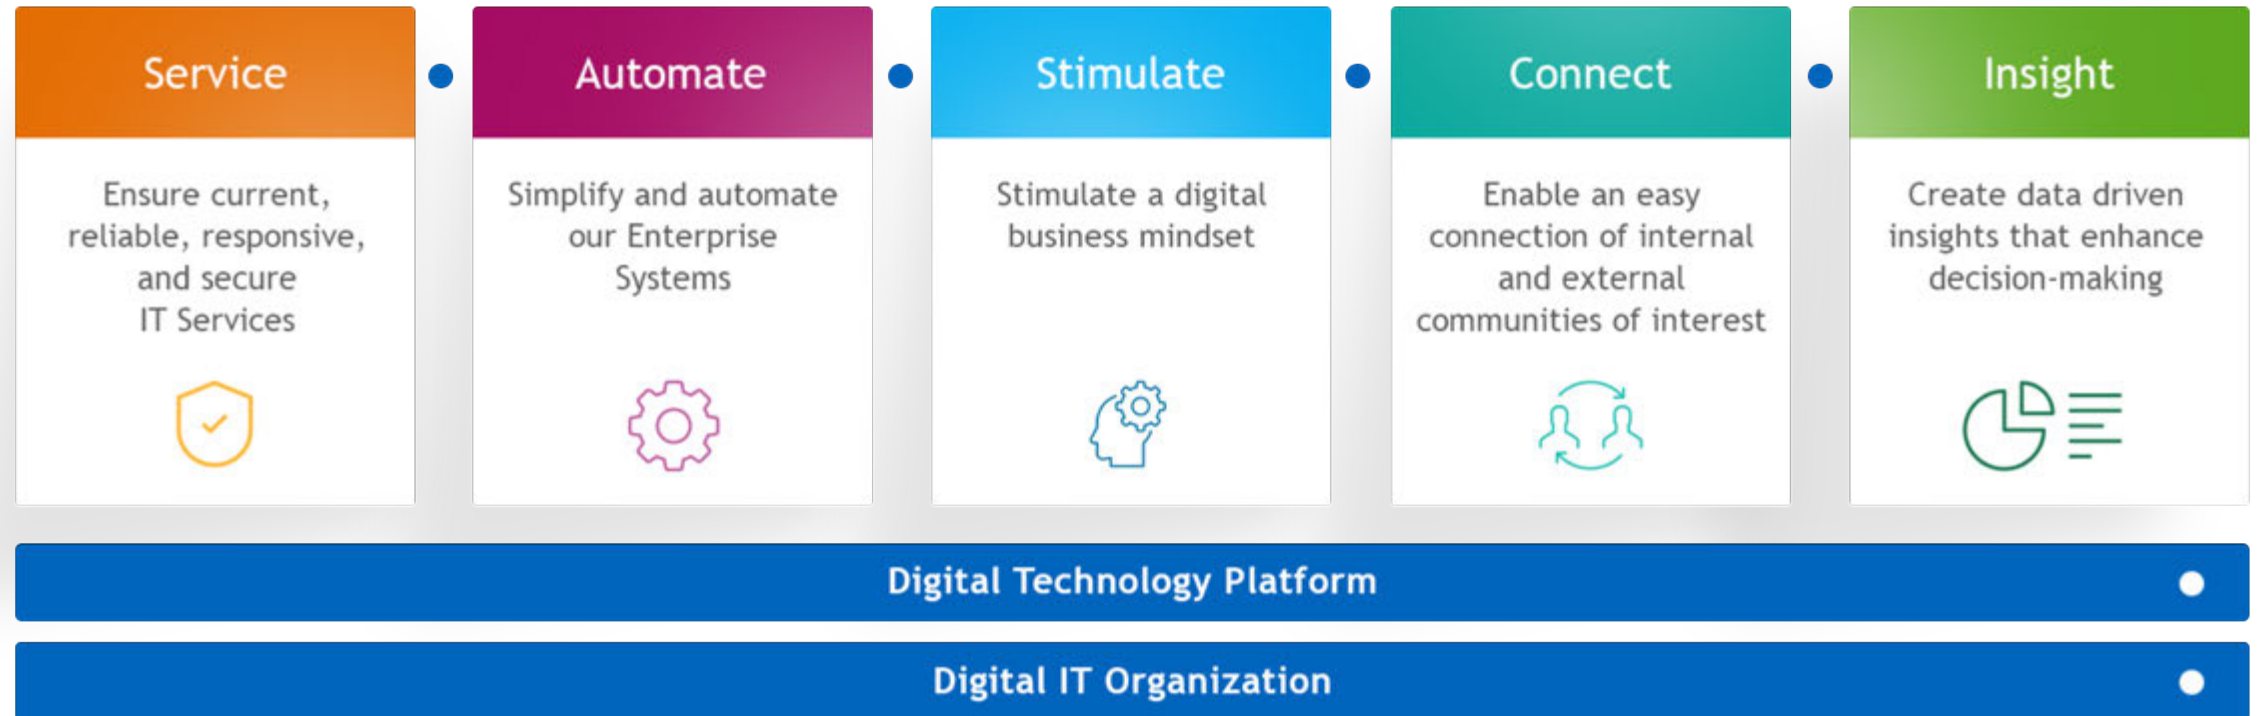 Service
Ensure current,
reliable, responsive,
and secure
IT Services
Automate
Simplify and automate
our Enterprise
Systems
Stimulate
Stimulate a digital
business mindset
Connect
Enable an easy
connection of internal
and external
communities of interest
Insight
Create data driven
insights that enhance
decision-making
Digital Technology Platform
Digital IT Organization